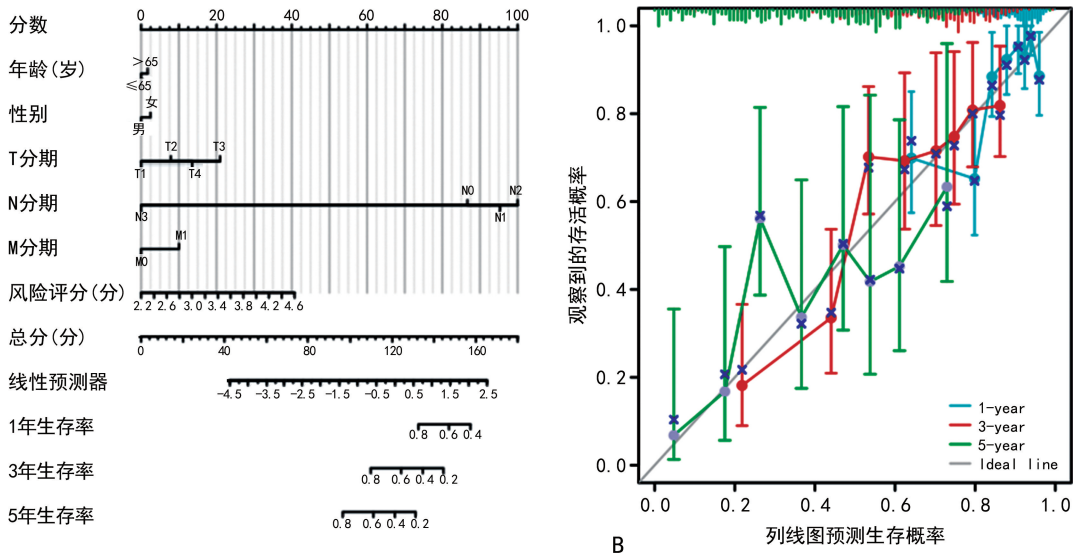 分数
0 20 40 60 80 100
年龄(岁)
>65
≤65
性别
女
男
T分期
T2 T3
T1 T4
N分期
N0 N2
N3 N1
M分期
M1
M0
风险评分(分)
2.2 2.6 3.0 3.4 3.8 4.2 4.6
总分(分)
0 40 80 120 160
线性预测器
-4.5 -3.5 -2.5 -1.5 -0.5 0.5 1.5 2.5
1年生存率
0.8 0.6 0.4
3年生存率
0.8 0.6 0.4 0.2
5年生存率
0.8 0.6 0.4 0.2
观察到的存活概率
1.0
0.8
0.6
0.4
0.2
0.0
1-year
3-year
5-year
Ideal line
0.0 0.2 0.4 0.6 0.8 1.0
列线图预测生存概率
B